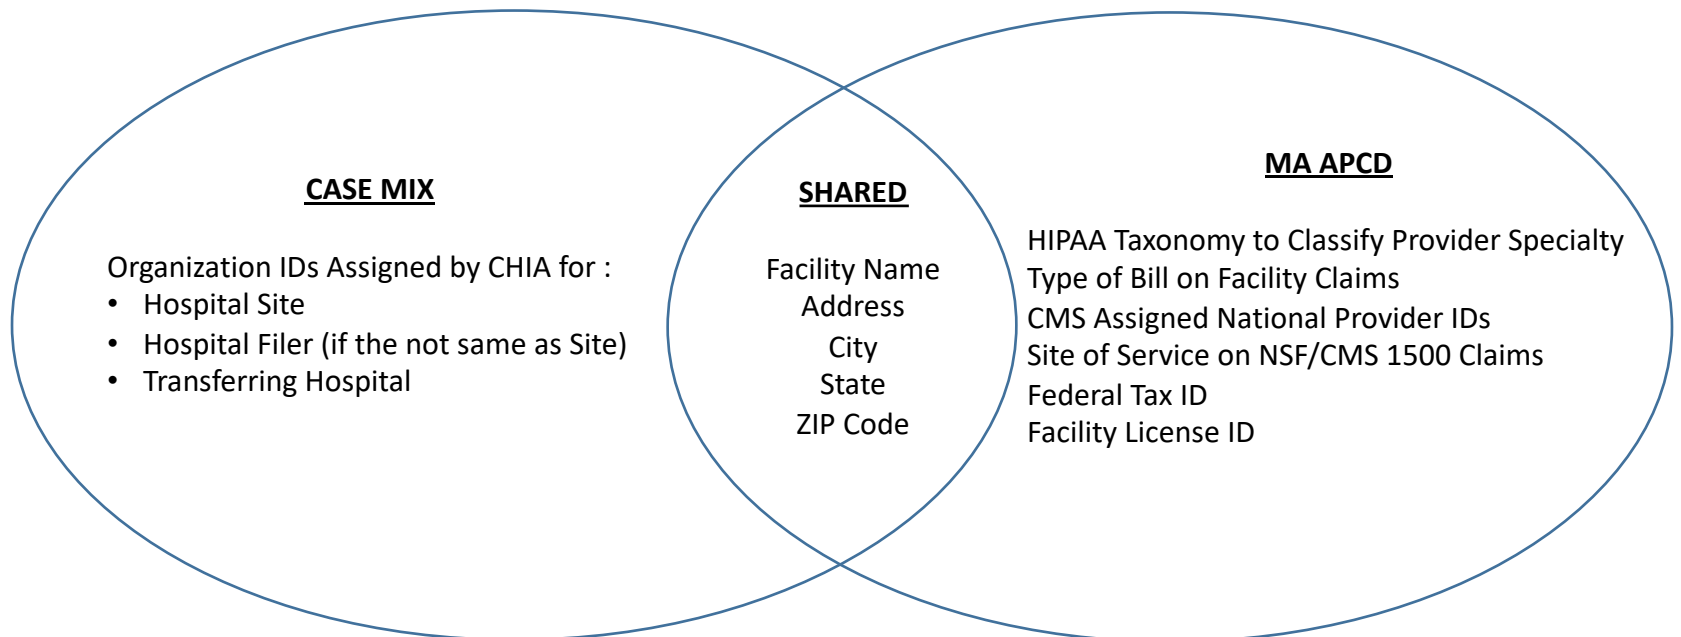 CASE MIX
Organization IDs Assigned by CHIA for :
• Hospital Site
• Hospital Filer (if the not same as Site)
• Transferring Hospital
SHARED
Facility Name
Address
City
State
ZIP Code
MA APCD
HIPAA Taxonomy to Classify Provider Specialty
Type of Bill on Facility Claims
CMS Assigned National Provider IDs
Site of Service on NSF/CMS 1500 Claims
Federal Tax ID
Facility License ID